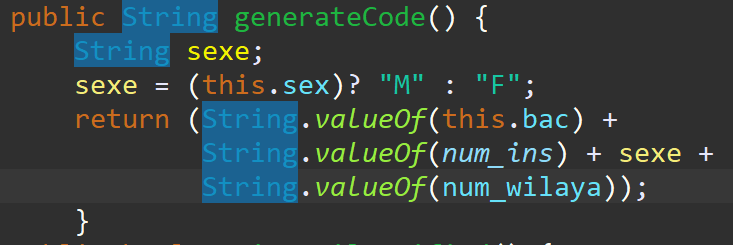 public String generateCode() {
String sexe;
sexe = (this.sex)? "M" : "F";
return (String.valueOf(this.bac) +
String.valueOf(num_ins) + sexe +
String.valueOf(num_wilaya));
}